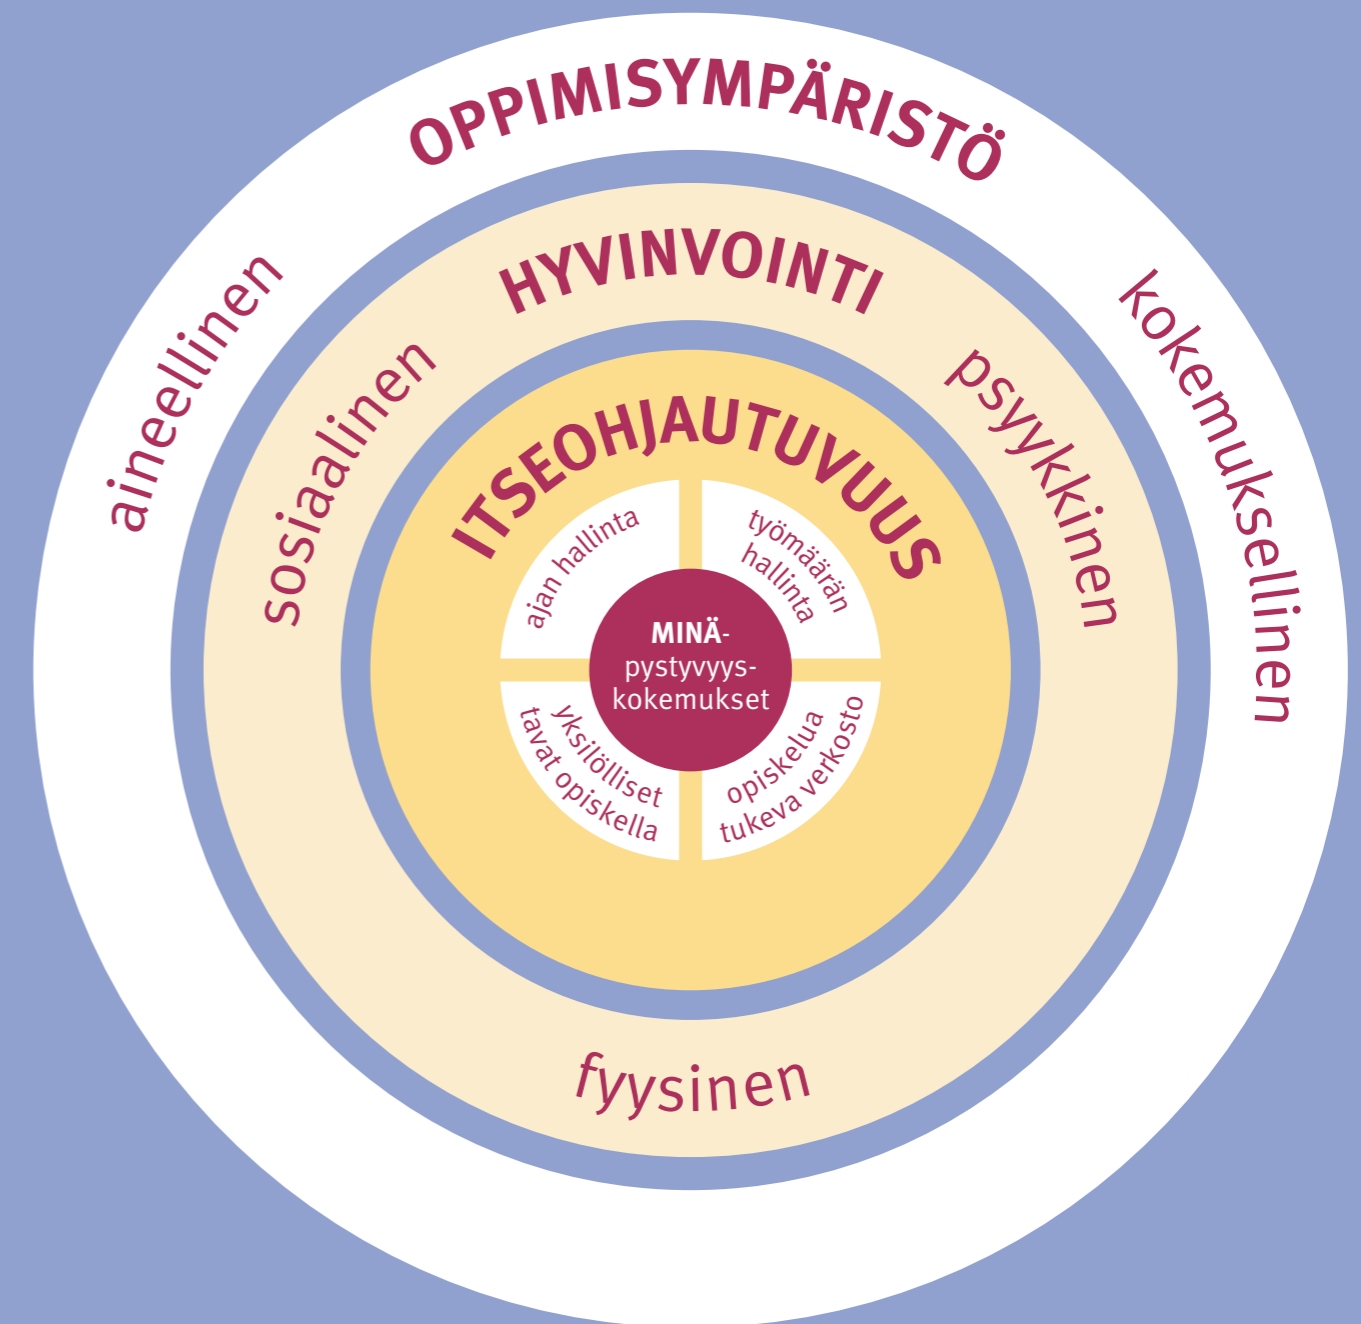 OPPIMISYMPÄRISTÖ
aineellinen
kokemuksellinen
HYVINVOINTI
sosiaalinen
psyykkinen
fyysinen
ITSEOHJAUTUVUUS
ajan hallinta
työmäärän
hallinta
MINÄ-
pystyvyys-
kokemukset
yksilölliset
tavat opiskella
opiskelua
tukeva verkosto